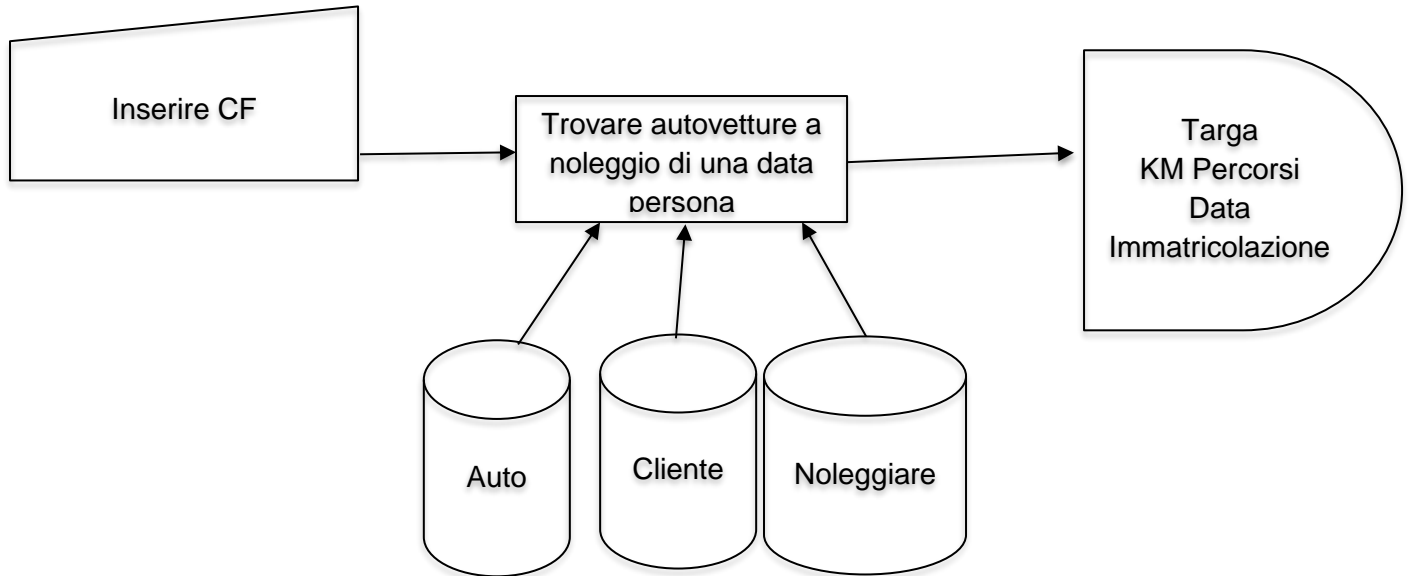 Inserire CF
Trovare autovetture a
noleggio di una data
persona
Targa
KM Percorsi
Data
Immatricolazione
Auto
Cliente
Noleggiare